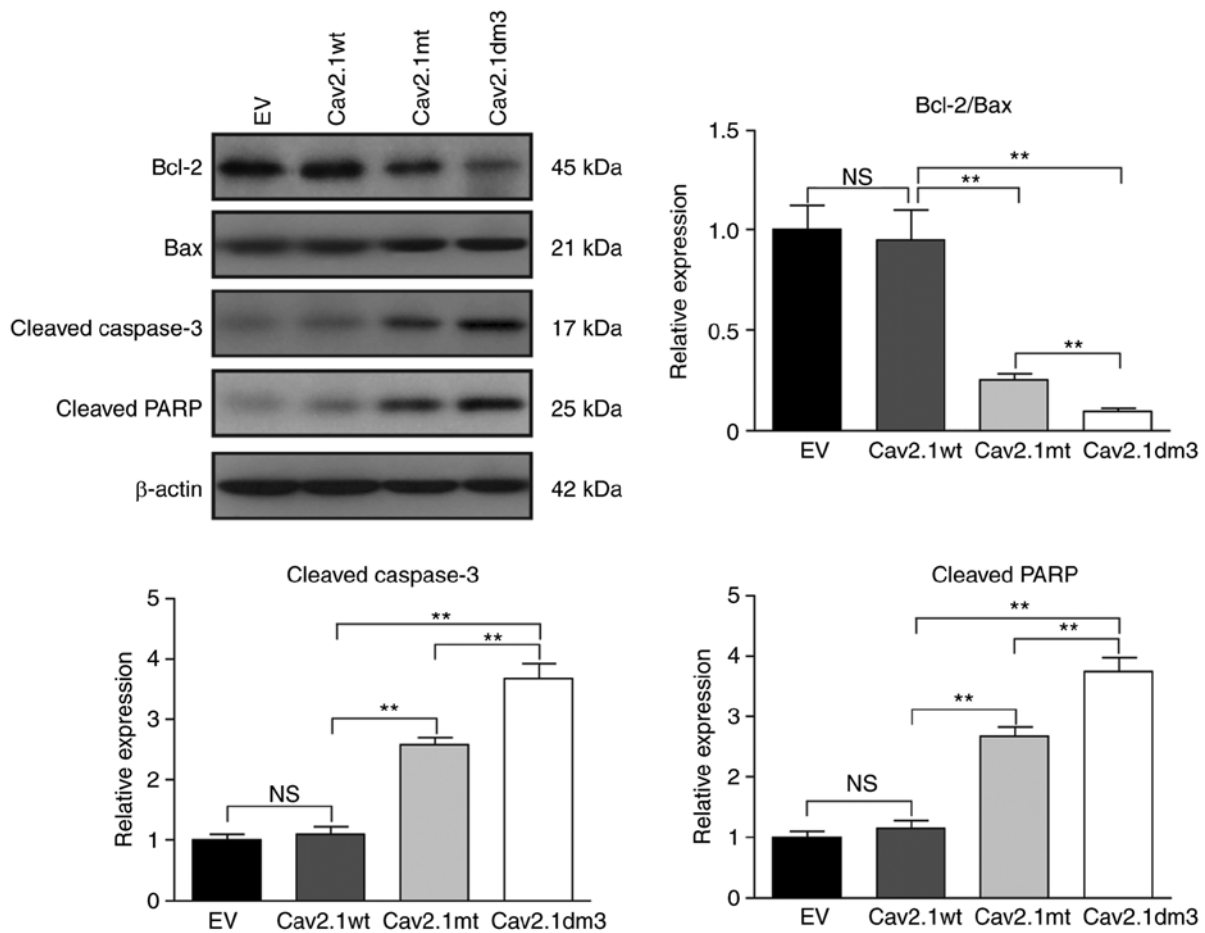 EV
Cav2.1wt
Cav2.1mt
Cav2.1dm3
Bcl-2
45 kDa
Bax
21 kDa
Cleaved caspase-3
17 kDa
Cleaved PARP
25 kDa
β-actin
42 kDa
Bcl-2/Bax
Relative expression
1.5
1.0
0.5
0
NS
**
**
**
EV
Cav2.1wt
Cav2.1mt
Cav2.1dm3
Cleaved caspase-3
Relative expression
5
4
3
2
1
0
NS
**
**
**
EV
Cav2.1wt
Cav2.1mt
Cav2.1dm3
Cleaved PARP
Relative expression
5
4
3
2
1
0
NS
**
**
**
EV
Cav2.1wt
Cav2.1mt
Cav2.1dm3